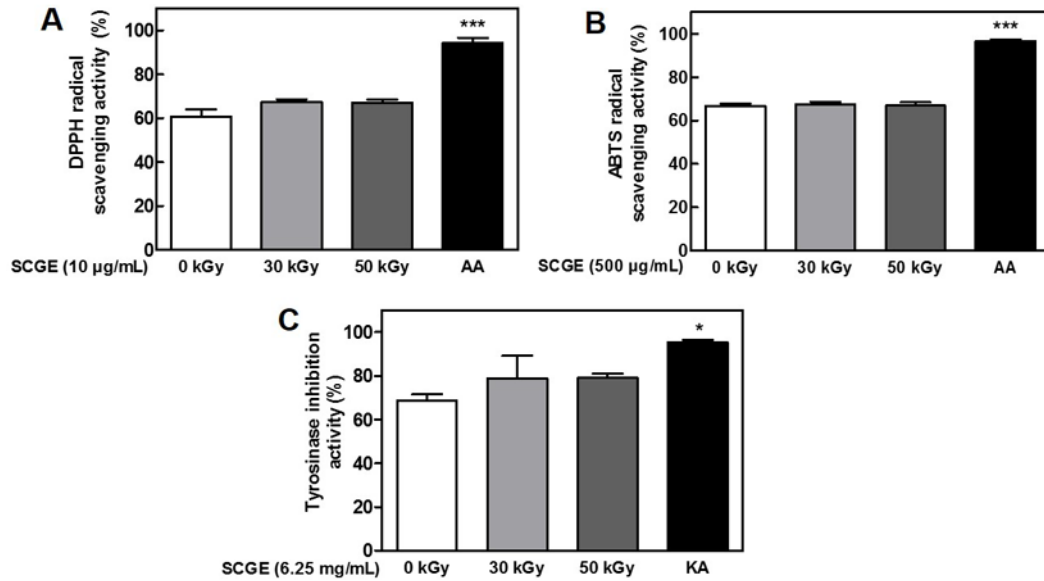 A
DPPH radical
scavenging activity (%)
100
80
60
40
20
0
***
SCGE (10 µg/mL) 0 kGy 30 kGy 50 kGy AA
B
ABTS radical
scavenging activity (%)
100
80
60
40
20
0
***
SCGE (500 µg/mL) 0 kGy 30 kGy 50 kGy AA
C
Tyrosinase inhibition
activity (%)
100
80
60
40
20
0
*
SCGE (6.25 mg/mL) 0 kGy 30 kGy 50 kGy KA